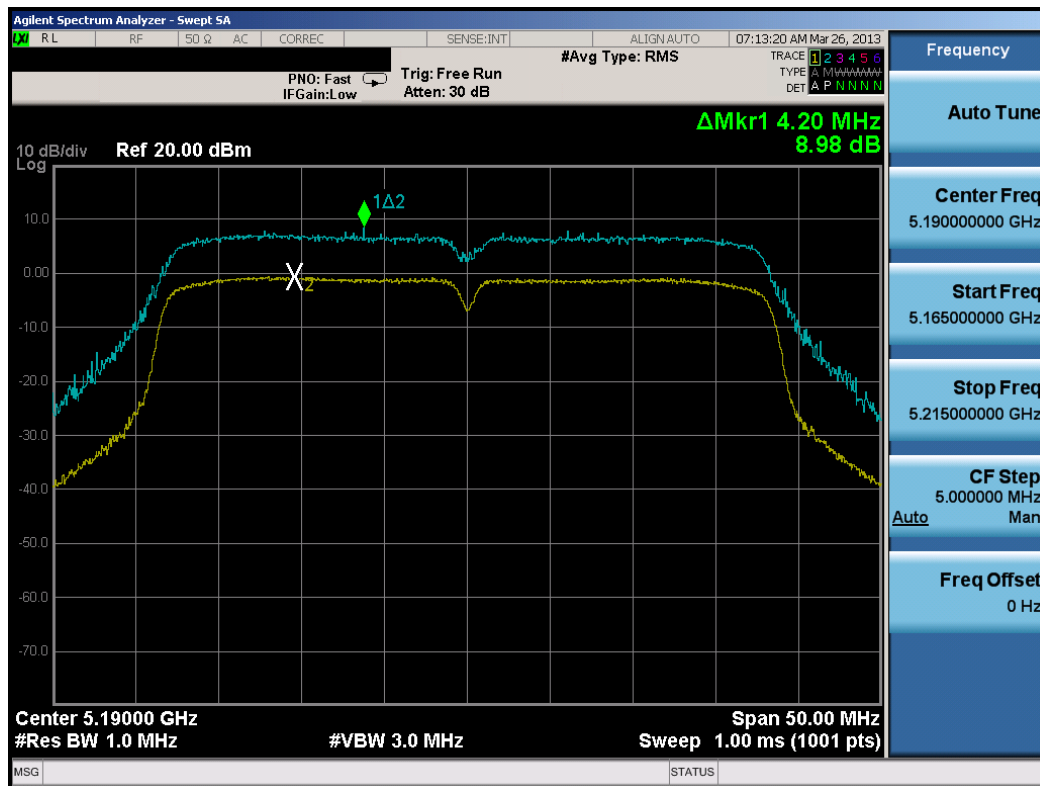 Agilent Spectrum Analyzer - Swept SA
LXI RL RF 50 Ω AC CORREC SENSE:INT ALIGNAUTO 07:13:20 AM Mar 26, 2013
#Avg Type: RMS
TRACE 1 2 3 4 5 6
PNO: Fast Trig: Free Run
TYPE A M
IFGain:Low Atten: 30 dB
DET A P N N N N
ΔMkr1 4.20 MHz
8.98 dB
10 dB/div Ref 20.00 dBm
Log
1Δ2
10.0
0.00
2
-10.0
-20.0
-30.0
-40.0
-50.0
-60.0
-70.0
Center 5.19000 GHz Span 50.00 MHz
#Res BW 1.0 MHz #VBW 3.0 MHz Sweep 1.00 ms (1001 pts)
MSG STATUS
Frequency
Auto Tune
Center Freq
5.190000000 GHz
Start Freq
5.165000000 GHz
Stop Freq
5.215000000 GHz
CF Step
5.000000 MHz
Auto Man
Freq Offset
0 Hz